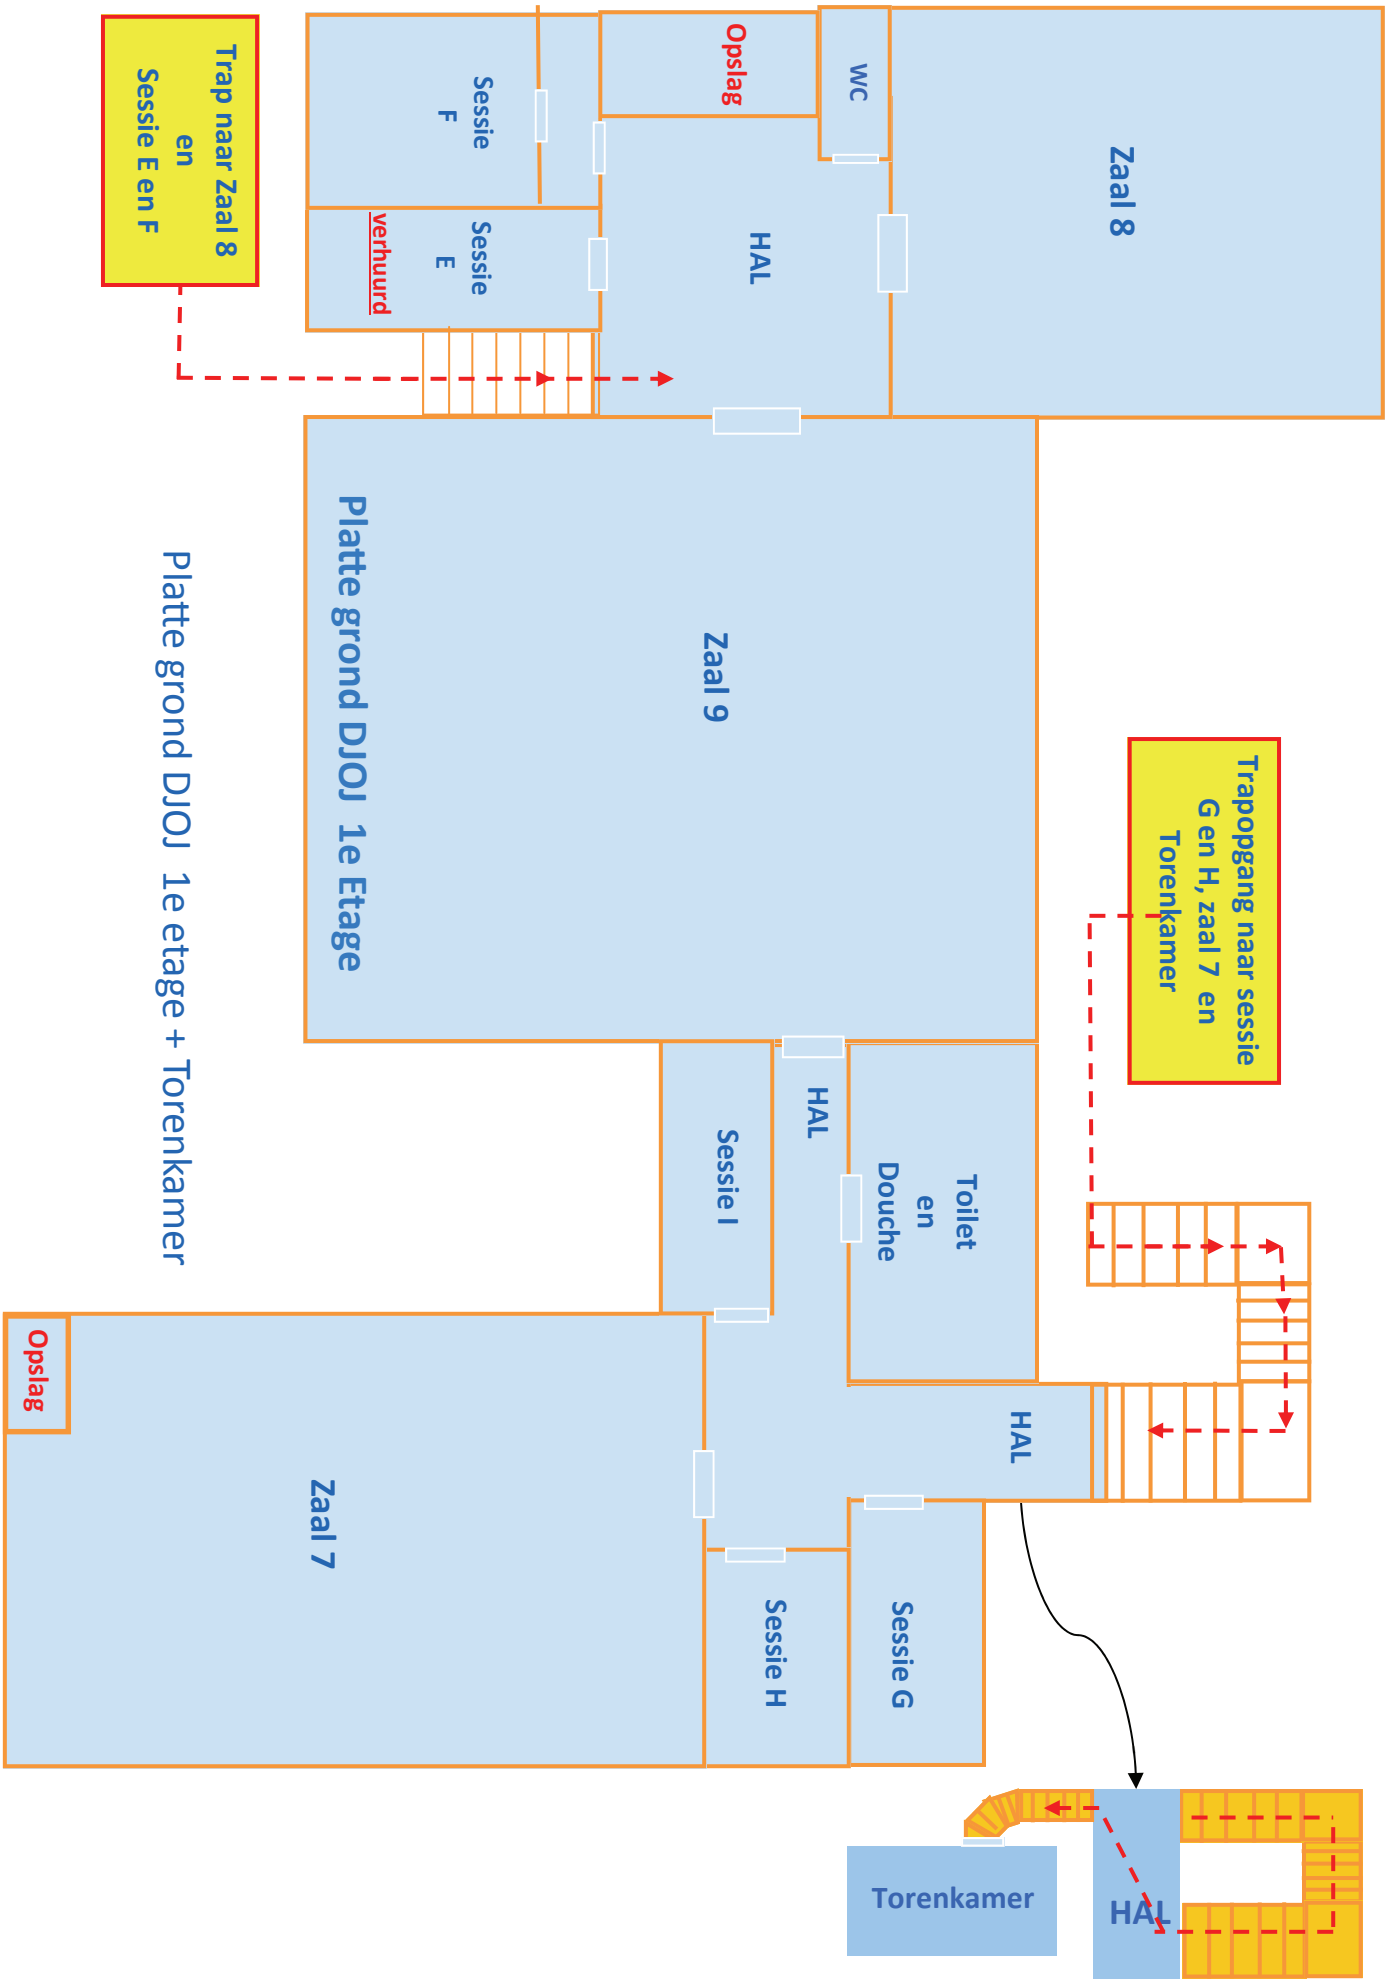 Zaal 8
WC
Opslag
HAL
Sessie
F
Sessie
E
verhuurd
Trap naar Zaal 8
en
Sessie E en F
Zaal 9
Platte grond DJOJ 1e Etage
Platte grond DJOJ 1e etage + Torenkamer
Trapopgang naar sessie
G en H, zaal 7 en
Torenkamer
HAL
Toilet
en
Douche
Sessie I
HAL
Opslag
Zaal 7
Sessie H
Sessie G
Torenkamer
HAL